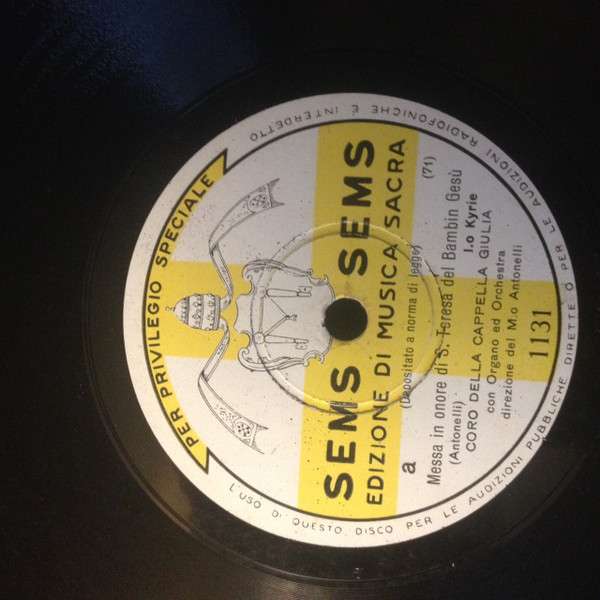 PER PRIVILEGIO SPECIALE
SEMS SEMS
EDIZIONE DI MUSICA SACRA
(Depositato a norma di legge)
a (71)
Messa in onore di S. Teresa del Bambin Gesù
(Antonelli) I.o Kyrie
CORO DELLA CAPPELLA GIULIA
con Organo ed Orchestra
direzione del M.o Antonelli
1131
L'USO DI QUESTO DISCO PER LE AUDIZIONI PUBBLICHE DIRETTE O PER LE AUDIZIONI RADIOFONICHE È INTERDETTO